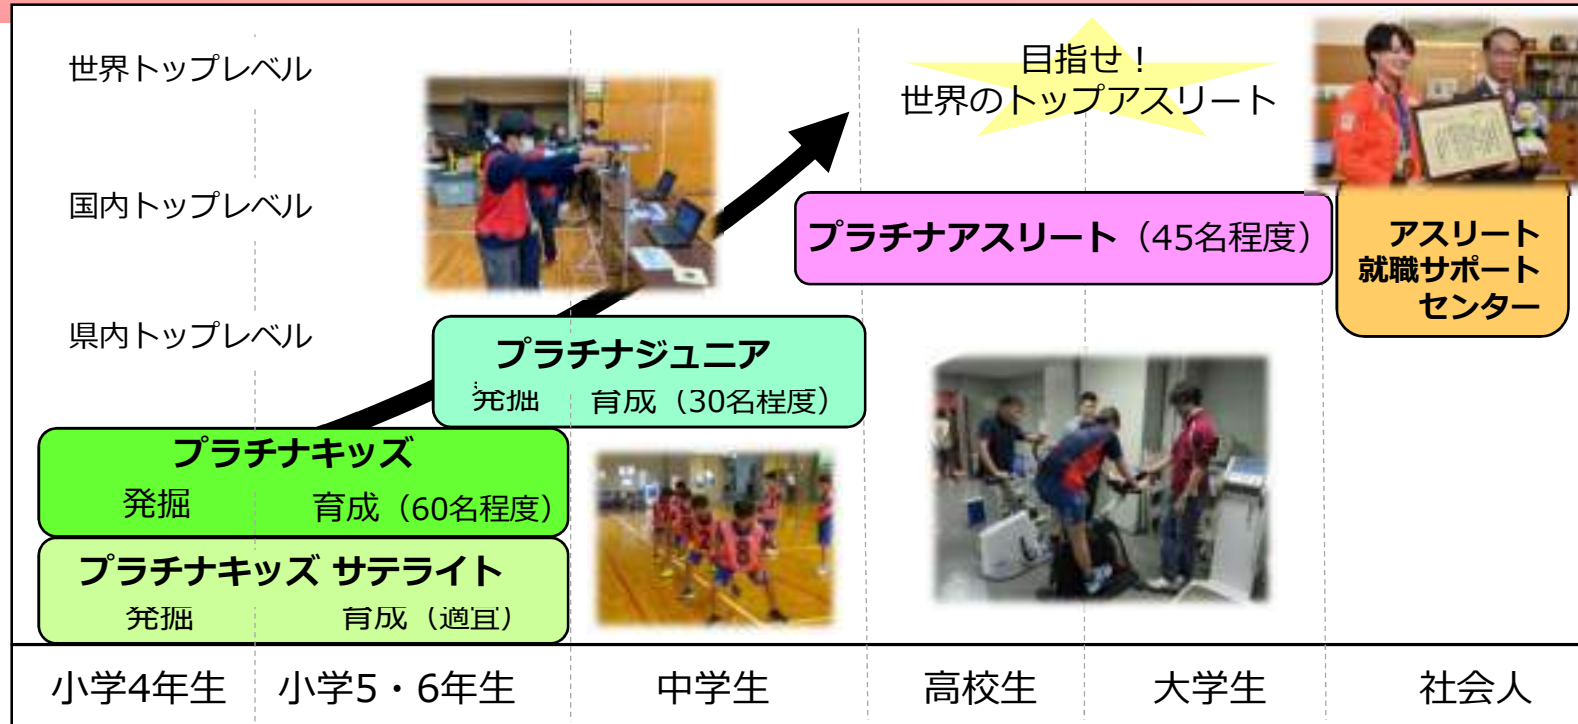 世界トップレベル
目指せ！
世界のトップアスリート
国内トップレベル
プラチナアスリート（45名程度）
アスリート
就職サポート
センター
県内トップレベル
プラチナジュニア
発掘 育成（30名程度）
プラチナキッズ
発掘 育成（60名程度）
プラチナキッズ サテライト
発掘 育成（適宜）
小学4年生 小学5・6年生 中学生 高校生 大学生 社会人